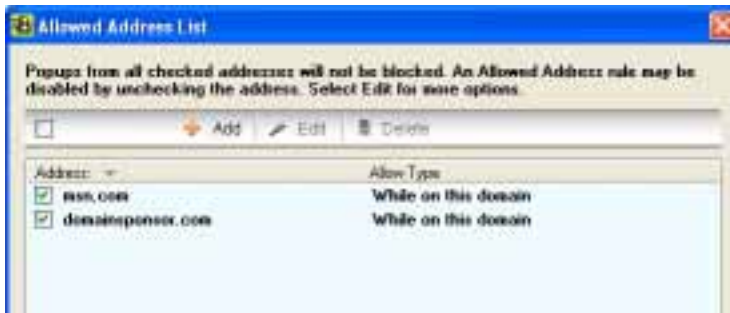 Allowed Address List
Popups from all checked addresses will not be blocked. An Allowed Address rule may be
disabled by unchecking the address. Select Edit for more options.
Add Edit Delete
Address Allow Type
msn.com While on this domain
domainsponsor.com While on this domain